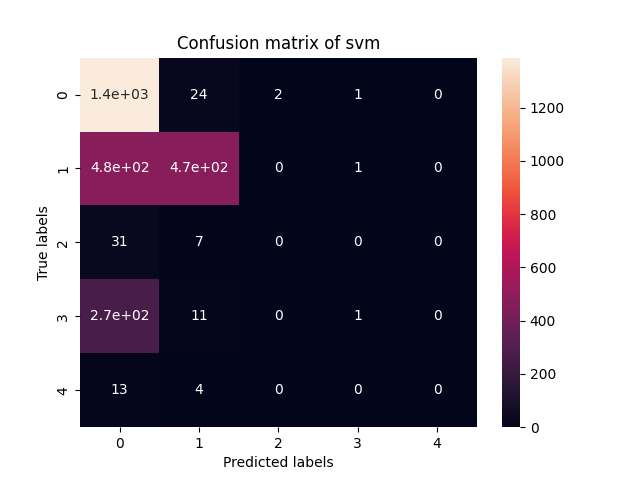 Confusion matrix of svm
0 1.4e+03 24 2 1 0
1 4.8e+02 4.7e+02 0 1 0
2 31 7 0 0 0
3 2.7e+02 11 0 1 0
4 13 4 0 0 0
0 1 2 3 4
Predicted labels
True labels
1200
1000
800
600
400
200
0